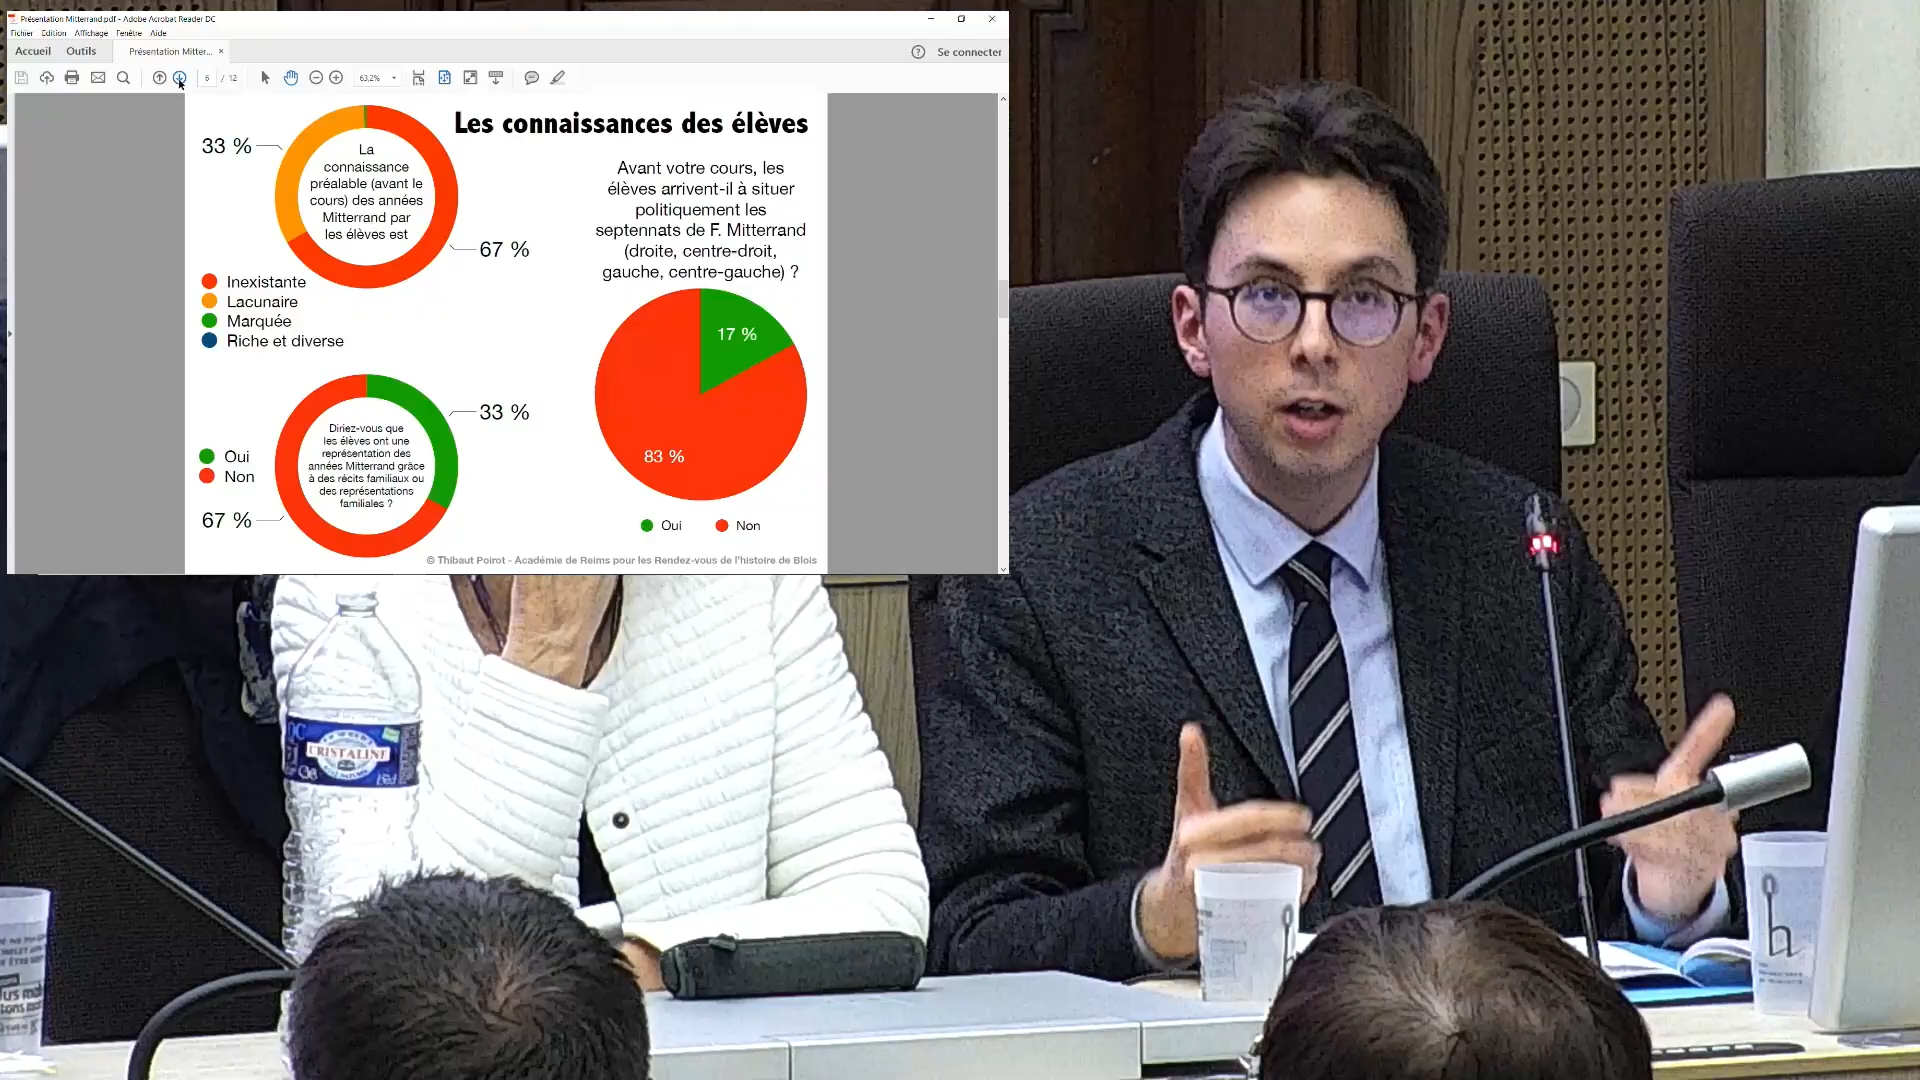 Présentation Mitterrand.pdf - Adobe Acrobat Reader DC
Fichier Edition Affichage Fenêtre Aide
Accueil Outils Présentation Mitter... × Se connecter
6 / 12 63,2%
Les connaissances des élèves
33 %
La
connaissance
préalable (avant le
cours) des années
Mitterrand par
les élèves est
67 %
Inexistante
Lacunaire
Marquée
Riche et diverse
Avant votre cours, les
élèves arrivent-il à situer
politiquement les
septennats de F. Mitterrand
(droite, centre-droit,
gauche, centre-gauche) ?
17 %
83 %
Oui Non
33 %
Diriez-vous que
les élèves ont une
représentation des
années Mitterrand grâce
à des récits familiaux ou
des représentations
familiales ?
Oui
Non
67 %
© Thibaut Poirot - Académie de Reims pour les Rendez-vous de l'histoire de Blois
CRISTALINE
h